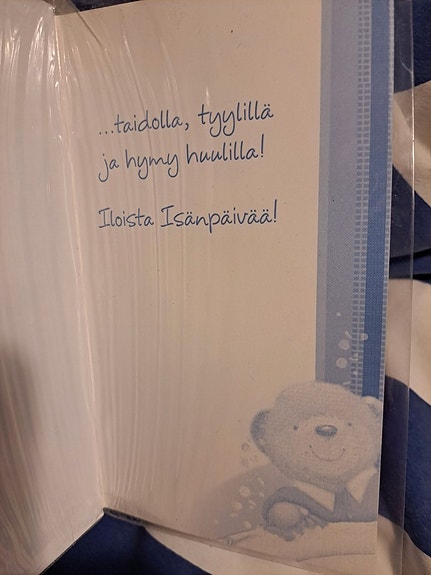 ...taidolla, tyylillä
ja hymy huulilla!
Iloista Isänpäivää!